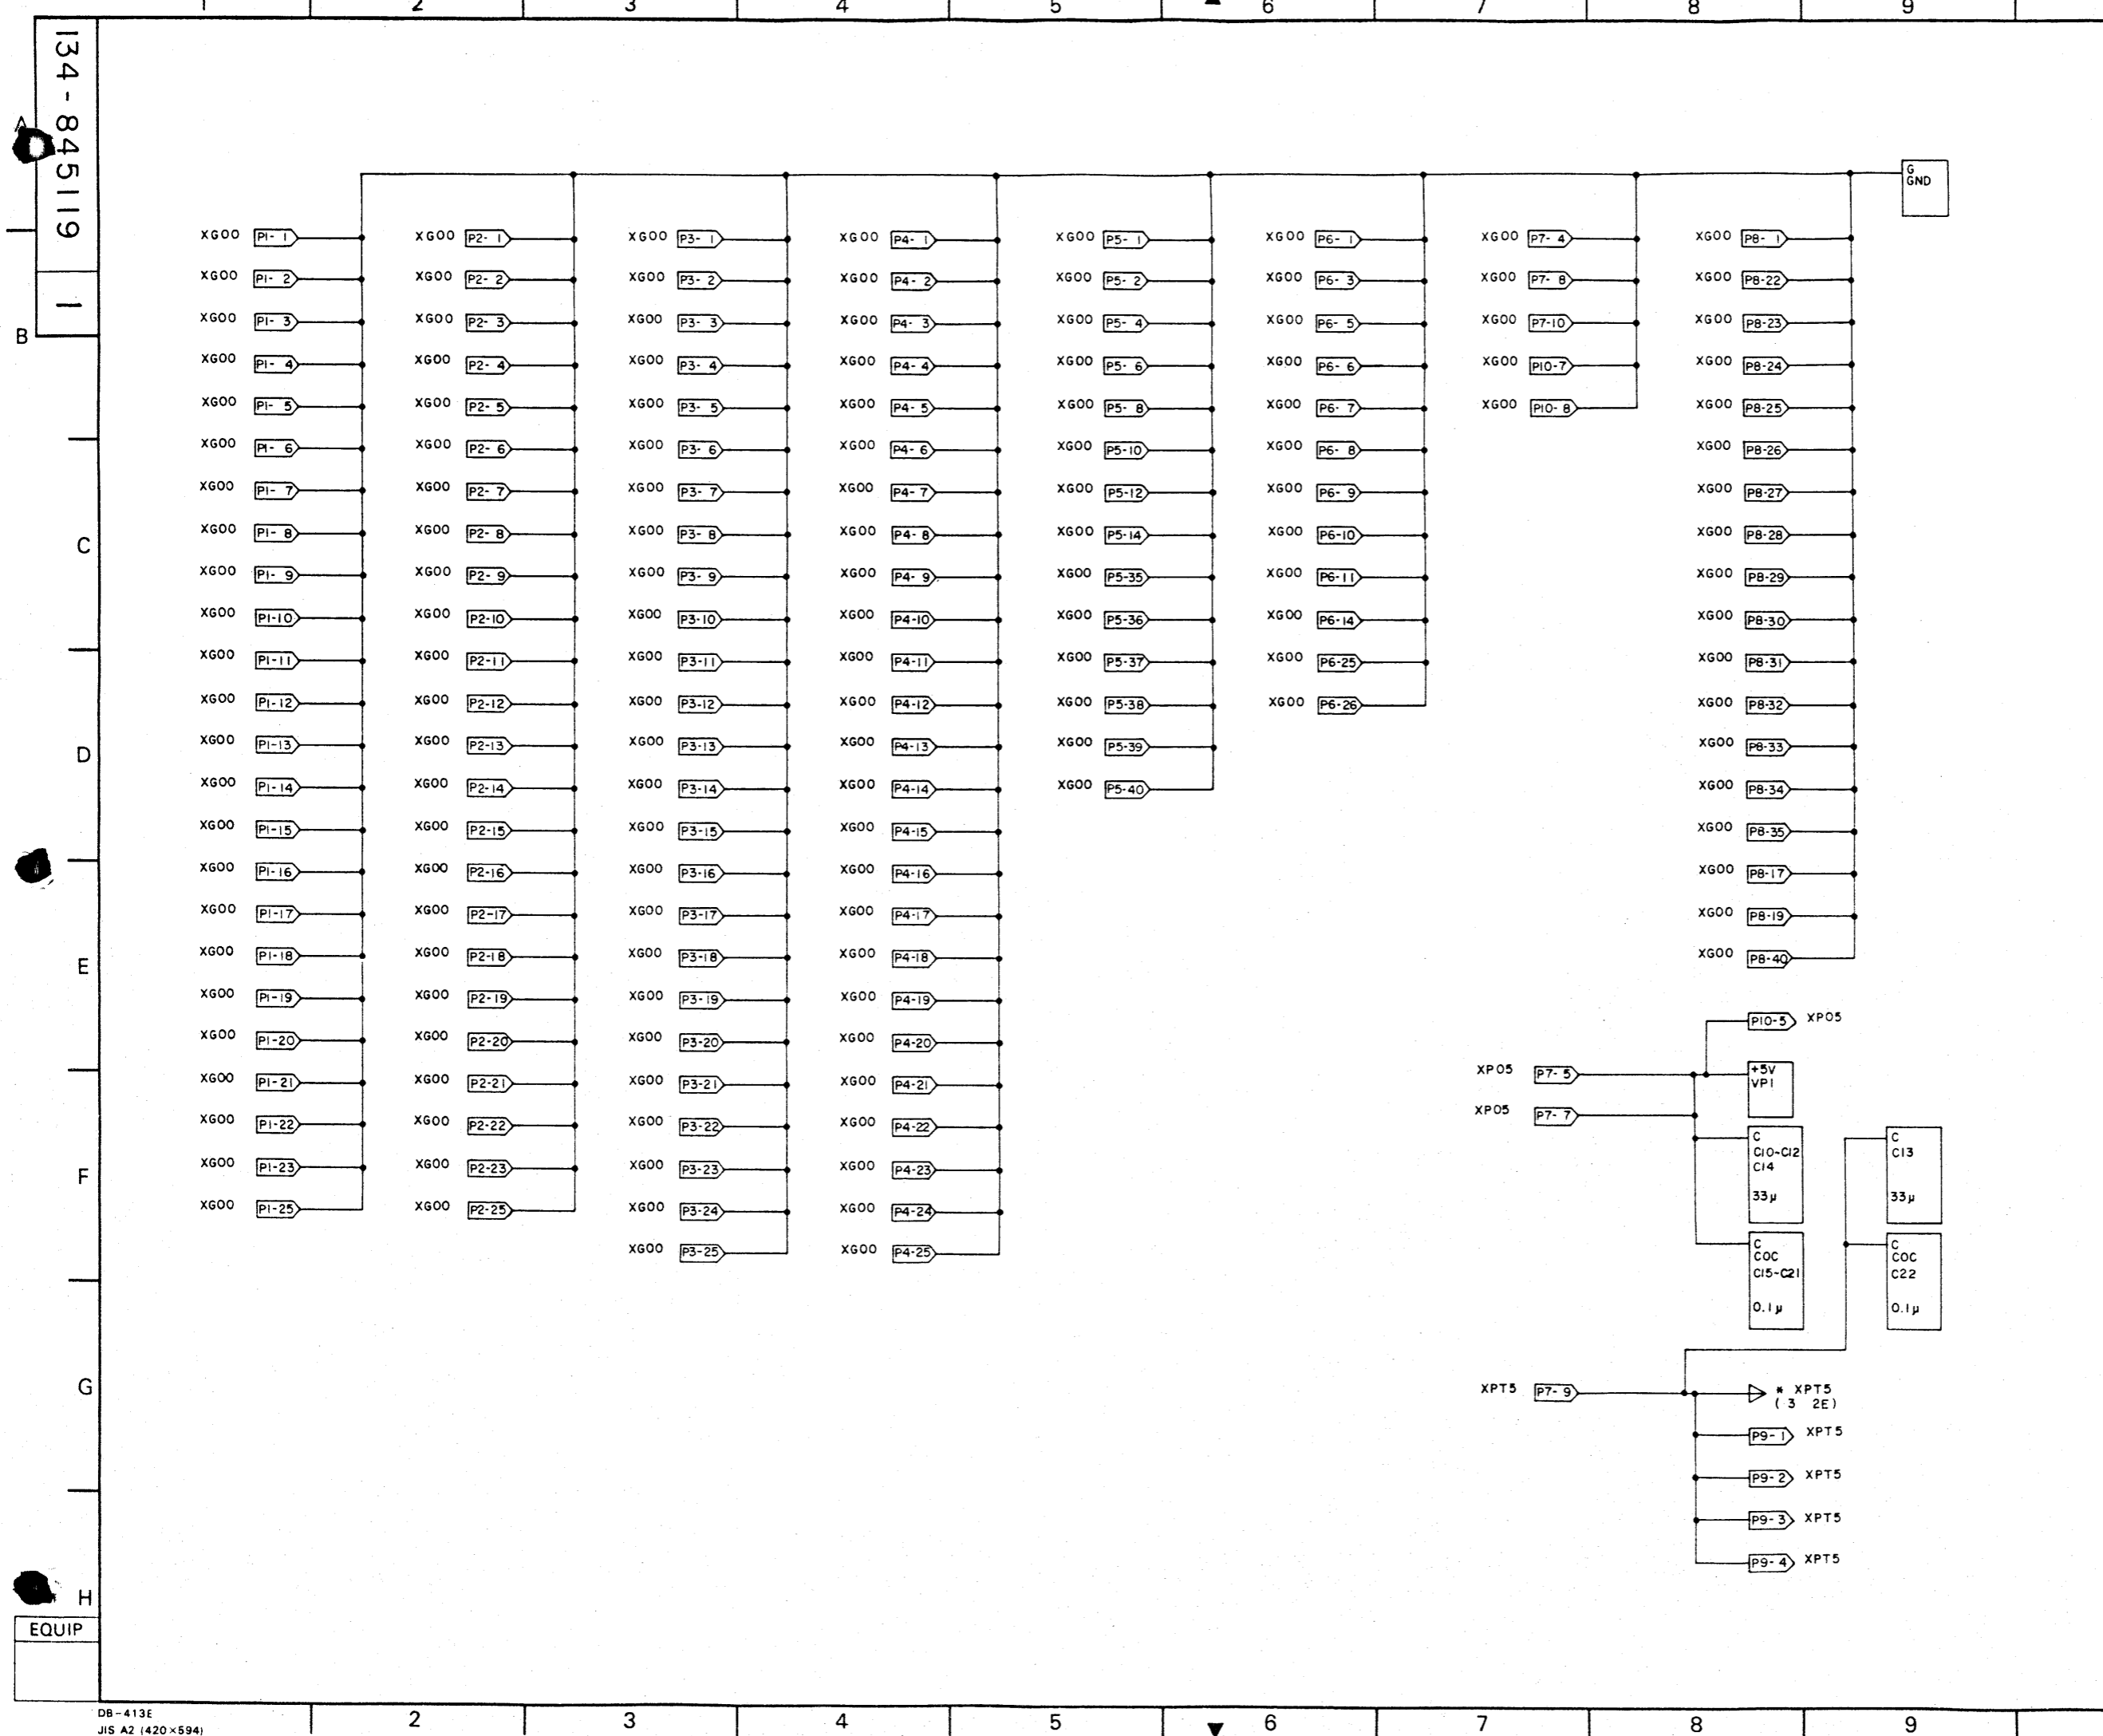 1 2 3 4 5 6 7 8 9
134-845119 1
A
B
C
D
E
F
G
H
G
GND
XG00 P1- 1
XG00 P1- 2
XG00 P1- 3
XG00 P1- 4
XG00 P1- 5
XG00 P1- 6
XG00 P1- 7
XG00 P1- 8
XG00 P1- 9
XG00 P1-10
XG00 P1-11
XG00 P1-12
XG00 P1-13
XG00 P1-14
XG00 P1-15
XG00 P1-16
XG00 P1-17
XG00 P1-18
XG00 P1-19
XG00 P1-20
XG00 P1-21
XG00 P1-22
XG00 P1-23
XG00 P1-25
XG00 P2- 1
XG00 P2- 2
XG00 P2- 3
XG00 P2- 4
XG00 P2- 5
XG00 P2- 6
XG00 P2- 7
XG00 P2- 8
XG00 P2- 9
XG00 P2-10
XG00 P2-11
XG00 P2-12
XG00 P2-13
XG00 P2-14
XG00 P2-15
XG00 P2-16
XG00 P2-17
XG00 P2-18
XG00 P2-19
XG00 P2-20
XG00 P2-21
XG00 P2-22
XG00 P2-23
XG00 P2-25
XG00 P3- 1
XG00 P3- 2
XG00 P3- 3
XG00 P3- 4
XG00 P3- 5
XG00 P3- 6
XG00 P3- 7
XG00 P3- 8
XG00 P3- 9
XG00 P3-10
XG00 P3-11
XG00 P3-12
XG00 P3-13
XG00 P3-14
XG00 P3-15
XG00 P3-16
XG00 P3-17
XG00 P3-18
XG00 P3-19
XG00 P3-20
XG00 P3-21
XG00 P3-22
XG00 P3-23
XG00 P3-24
XG00 P3-25
XG00 P4- 1
XG00 P4- 2
XG00 P4- 3
XG00 P4- 4
XG00 P4- 5
XG00 P4- 6
XG00 P4- 7
XG00 P4- 8
XG00 P4- 9
XG00 P4-10
XG00 P4-11
XG00 P4-12
XG00 P4-13
XG00 P4-14
XG00 P4-15
XG00 P4-16
XG00 P4-17
XG00 P4-18
XG00 P4-19
XG00 P4-20
XG00 P4-21
XG00 P4-22
XG00 P4-23
XG00 P4-24
XG00 P4-25
XG00 P5- 1
XG00 P5- 2
XG00 P5- 4
XG00 P5- 6
XG00 P5- 8
XG00 P5-10
XG00 P5-12
XG00 P5-14
XG00 P5-35
XG00 P5-36
XG00 P5-37
XG00 P5-38
XG00 P5-39
XG00 P5-40
XG00 P6- 1
XG00 P6- 3
XG00 P6- 5
XG00 P6- 6
XG00 P6- 7
XG00 P6- 8
XG00 P6- 9
XG00 P6-10
XG00 P6-11
XG00 P6-14
XG00 P6-25
XG00 P6-26
XG00 P7- 4
XG00 P7- 8
XG00 P7-10
XG00 P10-7
XG00 P10-8
XG00 P8- 1
XG00 P8-22
XG00 P8-23
XG00 P8-24
XG00 P8-25
XG00 P8-26
XG00 P8-27
XG00 P8-28
XG00 P8-29
XG00 P8-30
XG00 P8-31
XG00 P8-32
XG00 P8-33
XG00 P8-34
XG00 P8-35
XG00 P8-17
XG00 P8-19
XG00 P8-40
P10-5 XP05
XP05 P7- 5
+5V
VP1
XP05 P7- 7
C
C10~C12
C14
33μ
C
C13
33μ
C
COC
C15~C21
0.1μ
C
COC
C22
0.1μ
XPT5 P7- 9
* XPT5
( 3 2E)
P9- 1 XPT5
P9- 2 XPT5
P9- 3 XPT5
P9- 4 XPT5
EQUIP
DB-413E
JIS A2 (420×594)
2 3 4 5 6 7 8 9